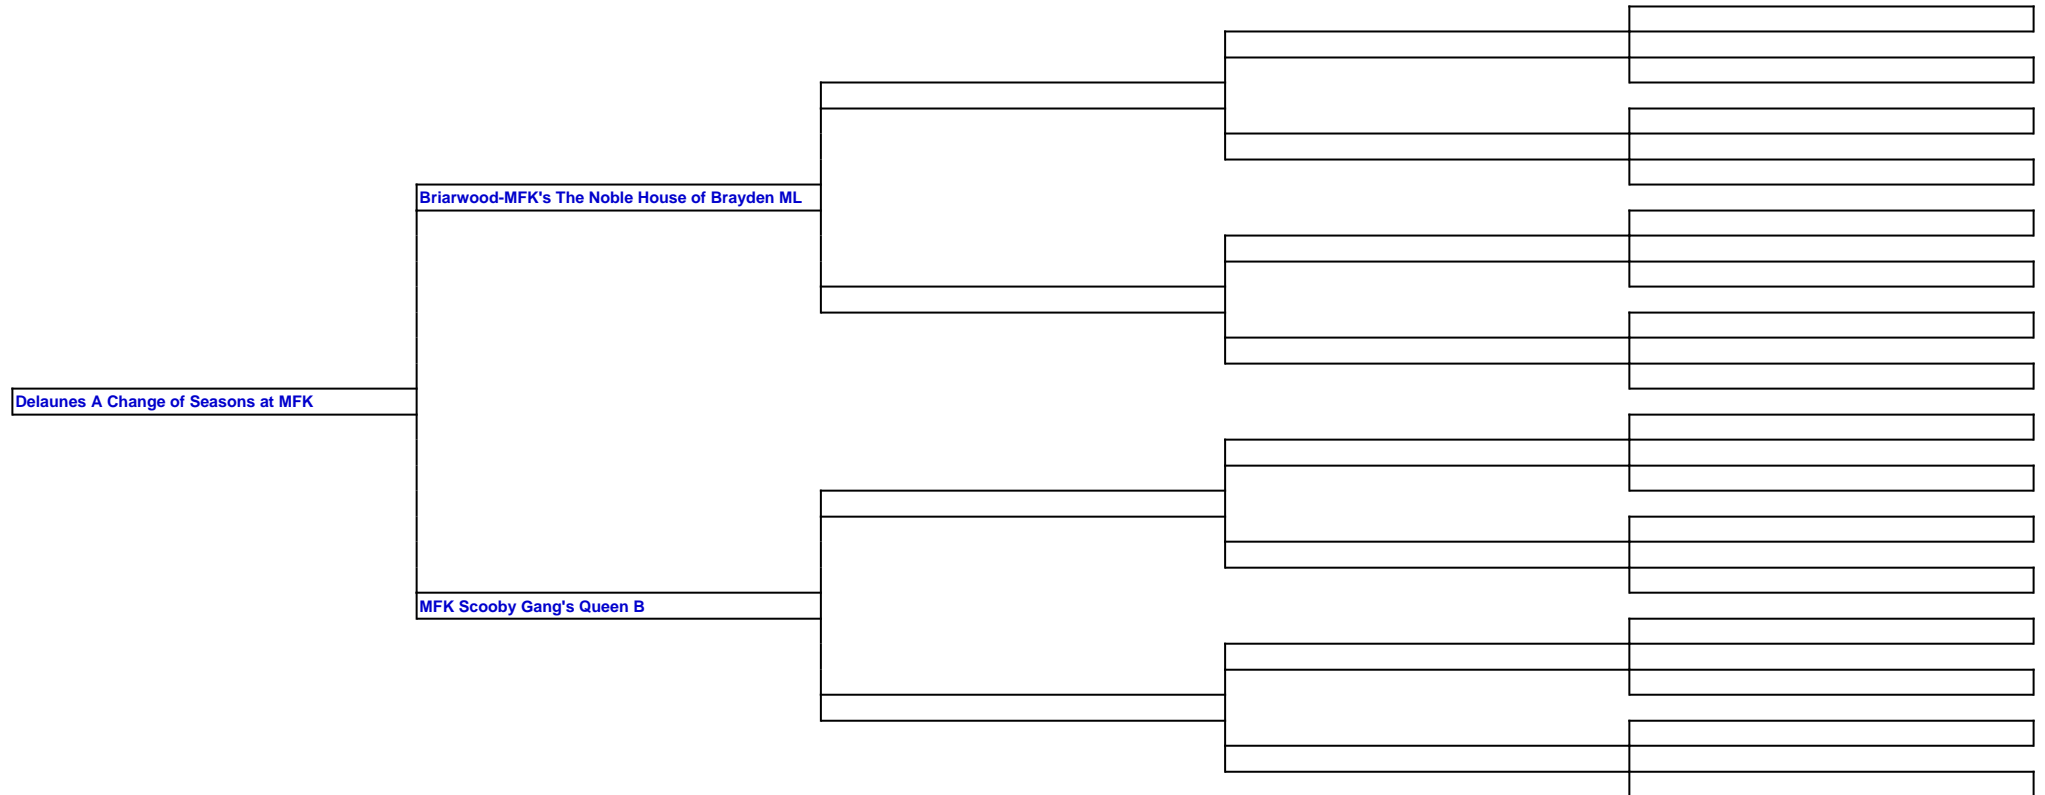 Briarwood-MFK's The Noble House of Brayden ML
Delaunes A Change of Seasons at MFK
MFK Scooby Gang's Queen B